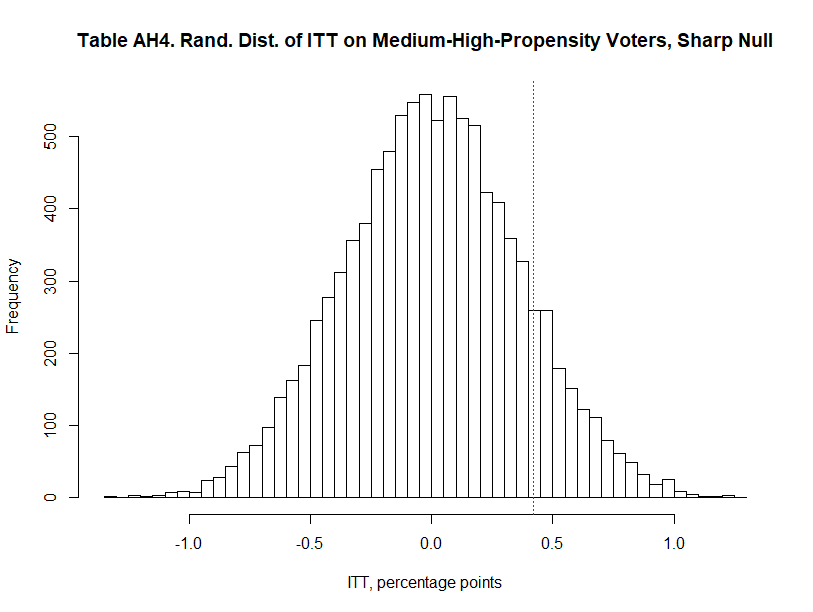 Table AH4. Rand. Dist. of ITT on Medium-High-Propensity Voters, Sharp Null
Frequency
500
400
300
200
100
0
-1.0 -0.5 0.0 0.5 1.0
ITT, percentage points